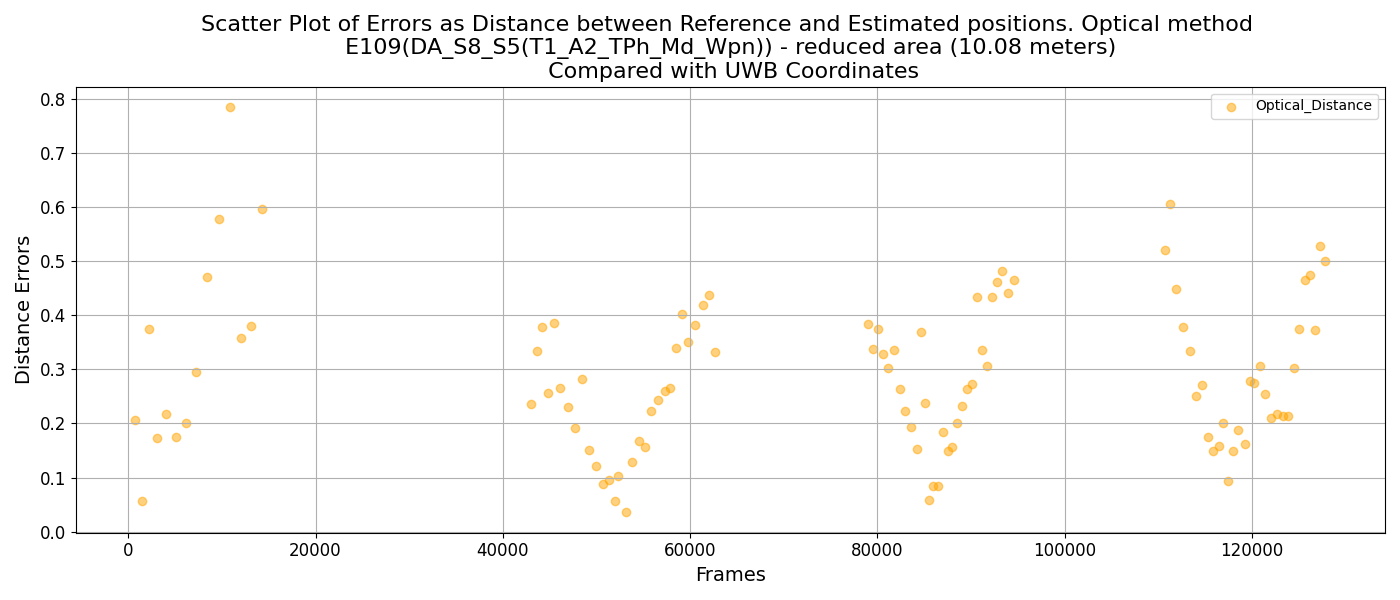 Scatter Plot of Errors as Distance between Reference and Estimated positions. Optical method
E109(DA_S8_S5(T1_A2_TPh_Md_Wpn)) - reduced area (10.08 meters)
Compared with UWB Coordinates
Optical_Distance
Distance Errors
0.8
0.7
0.6
0.5
0.4
0.3
0.2
0.1
0.0
0 20000 40000 60000 80000 100000 120000
Frames